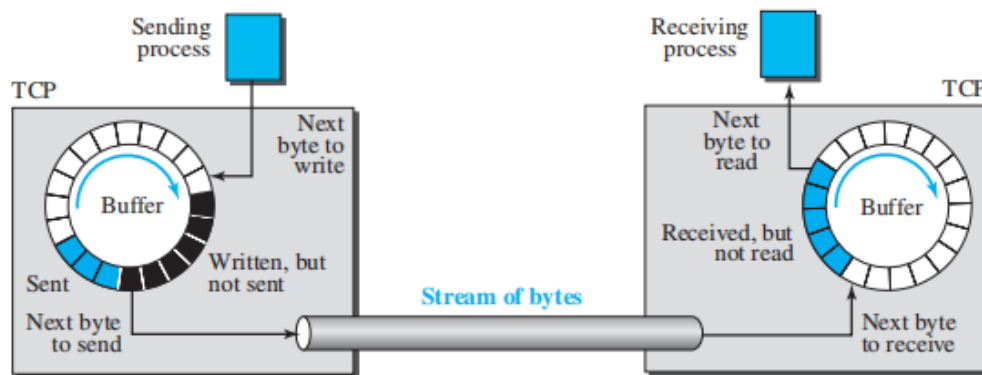 Sending
process
Receiving
process
TCP
TCP
Next
byte to
write
Buffer
Sent
Written, but
not sent
Next byte
to send
Stream of bytes
Next
byte to
read
Buffer
Received, but
not read
Next byte
to receive